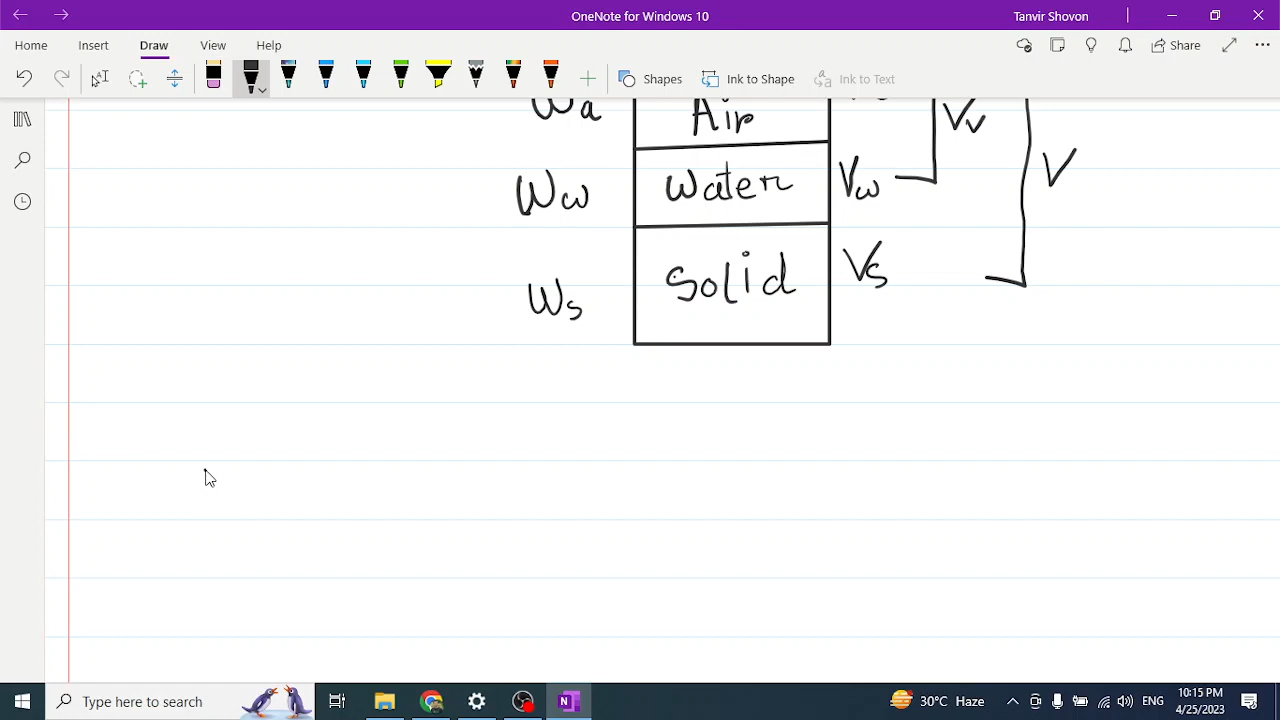 OneNote for Windows 10
Tanvir Shovon
Home Insert Draw View Help
Share
Shapes Ink to Shape Ink to Text
Wa Air Vv
Ww Water Vw V
Ws Solid Vs
Type here to search
30°C Haze
ENG
10:15 PM
4/25/2023